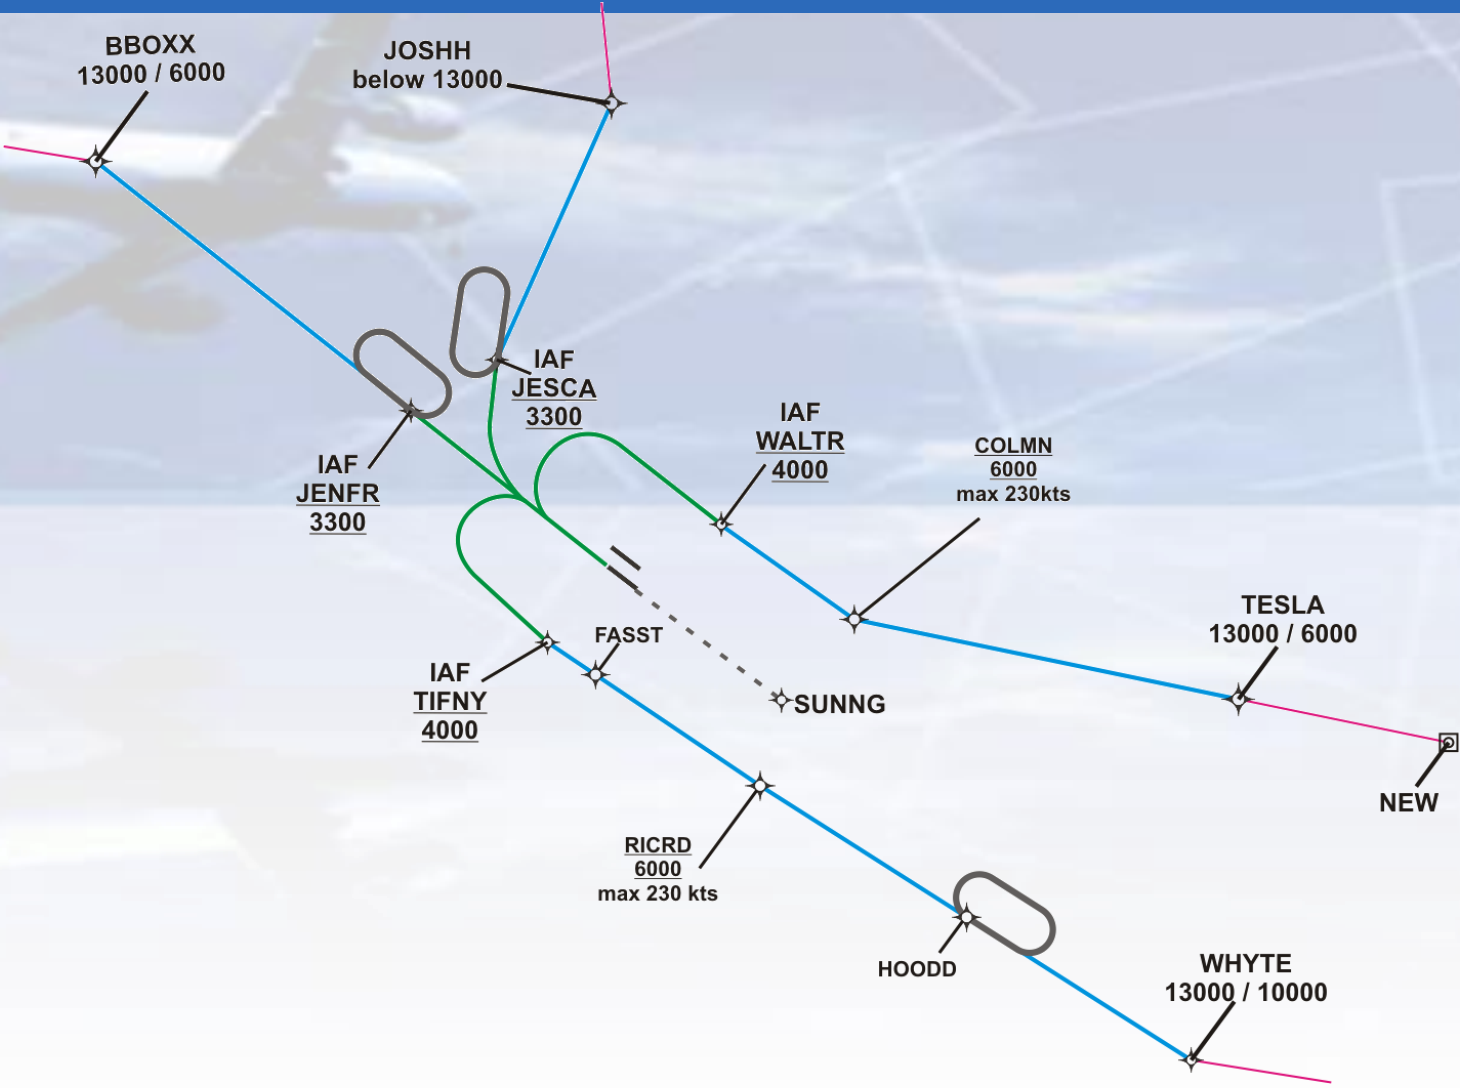 BBOXX
13000 / 6000
JOSHH
below 13000
IAF
JESCA
3300
IAF
JENFR
3300
IAF
WALTR
4000
COLMN
6000
max 230kts
TESLA
13000 / 6000
NEW
FASST
IAF
TIFNY
4000
SUNNG
RICRD
6000
max 230 kts
HOODD
WHYTE
13000 / 10000